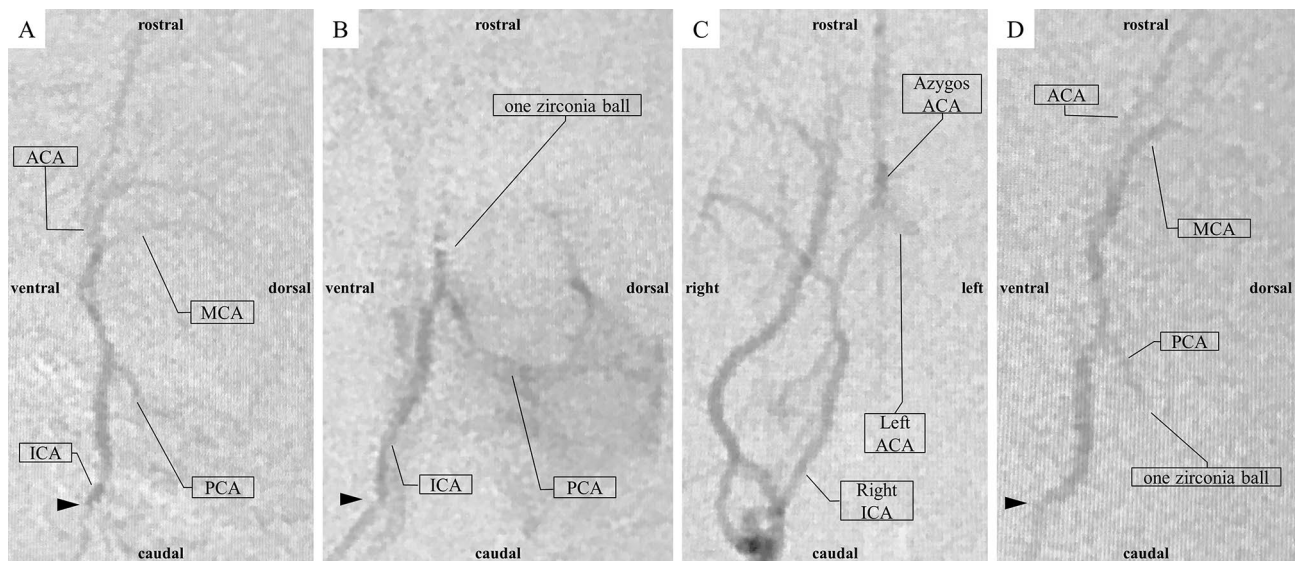 A
rostral
ACA
ventral
dorsal
MCA
ICA
PCA
caudal
B
rostral
one zirconia ball
ventral
dorsal
ICA
PCA
caudal
C
rostral
Azygos
ACA
right
left
Left
ACA
Right
ICA
caudal
D
rostral
ACA
MCA
ventral
dorsal
PCA
one zirconia ball
caudal